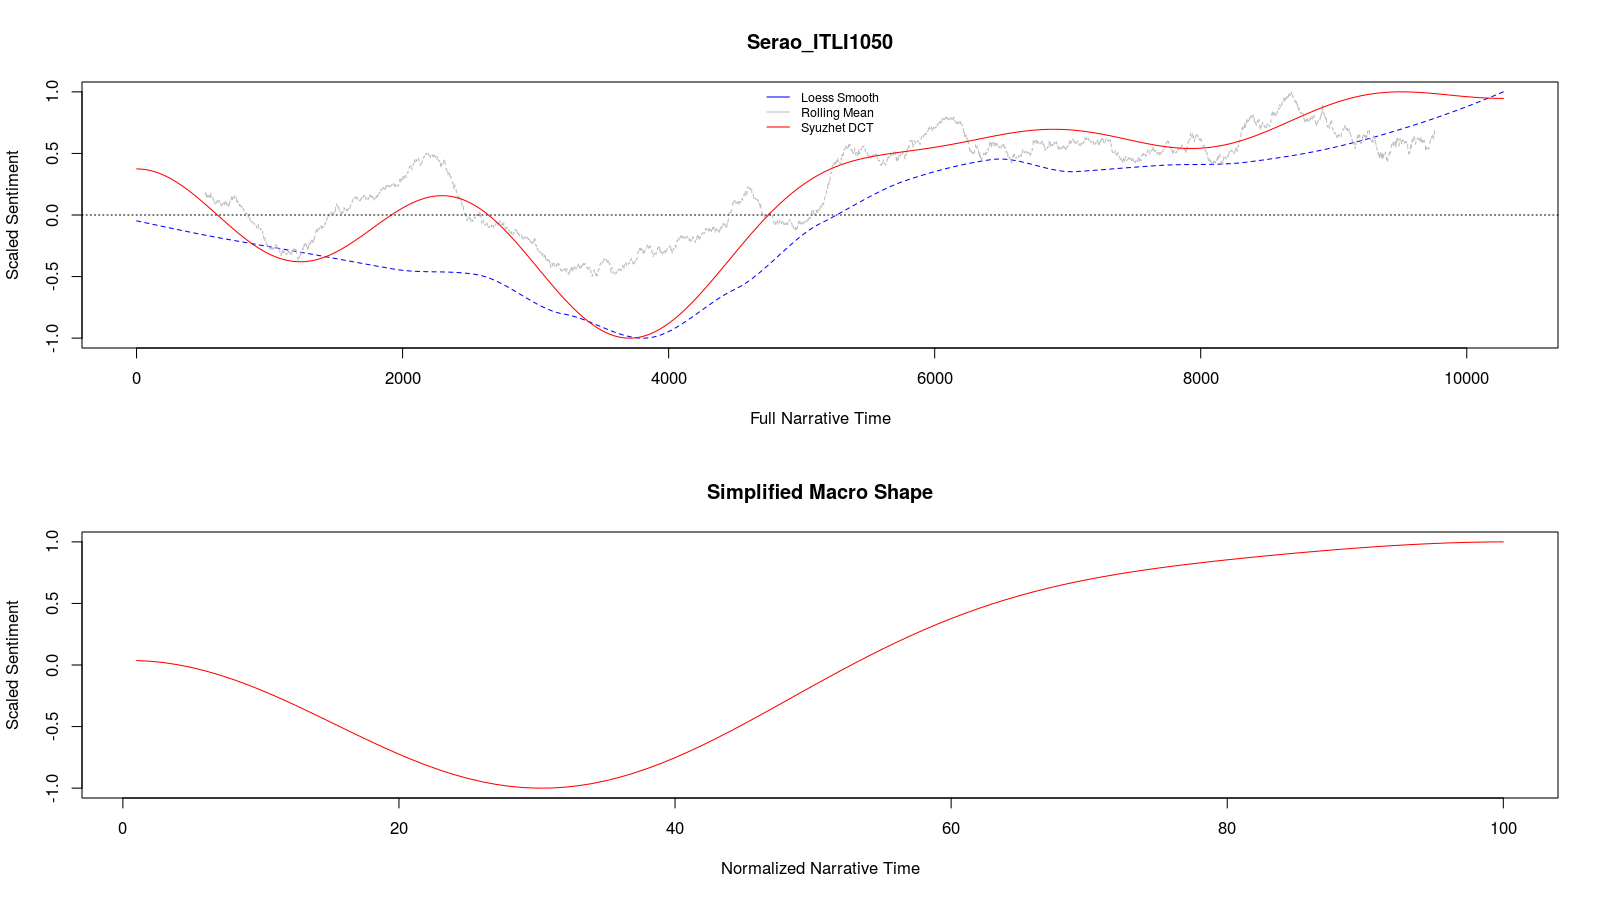 Serao_ITLI1050
Loess Smooth
Rolling Mean
Syuzhet DCT
Scaled Sentiment
1.0
0.5
0.0
-0.5
-1.0
0 2000 4000 6000 8000 10000
Full Narrative Time
Simplified Macro Shape
Scaled Sentiment
1.0
0.5
0.0
-0.5
-1.0
0 20 40 60 80 100
Normalized Narrative Time